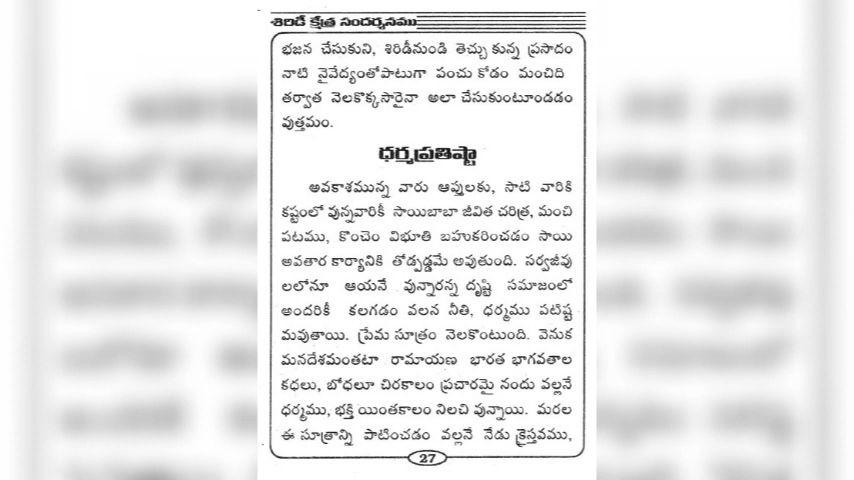 శిరిడీ క్షేత్ర సందర్శనము
భజన చేసుకుని, శిరిడీనుండి తెచ్చు కున్న ప్రసాదం
నాటి నైవేద్యంతోపాటుగా పంచు కోడం మంచిది
తర్వాత నెలకొక్కసారైనా అలా చేసుకుంటూండడం
వుత్తమం.
ధర్మప్రతిష్టా
అవకాశమున్న వారు ఆప్తులకు, సాటి వారికి
కష్టంలో వున్నవారికీ సాయిబాబా జీవిత చరిత్ర, మంచి
పటము, కొంచెం విభూతి బహుకరించడం సాయి
అవతార కార్యానికి తోడ్పడ్డమే అవుతుంది. సర్వజీవు
లలోనూ ఆయనే వున్నారన్న దృష్టి సమాజంలో
అందరికీ కలగడం వలన నీతి, ధర్మము పటిష్ట
మవుతాయి. ప్రేమ సూత్రం నెలకొంటుంది. వెనుక
మనదేశమంతటా రామాయణ భారత భాగవతాల
కధలు, బోధలూ చిరకాలం ప్రచారమై నందు వల్లనే
ధర్మము, భక్తి యింతకాలం నిలచి వున్నాయి. మరల
ఈ సూత్రాన్ని పాటించడం వల్లనే నేడు క్రైస్తవము,
27